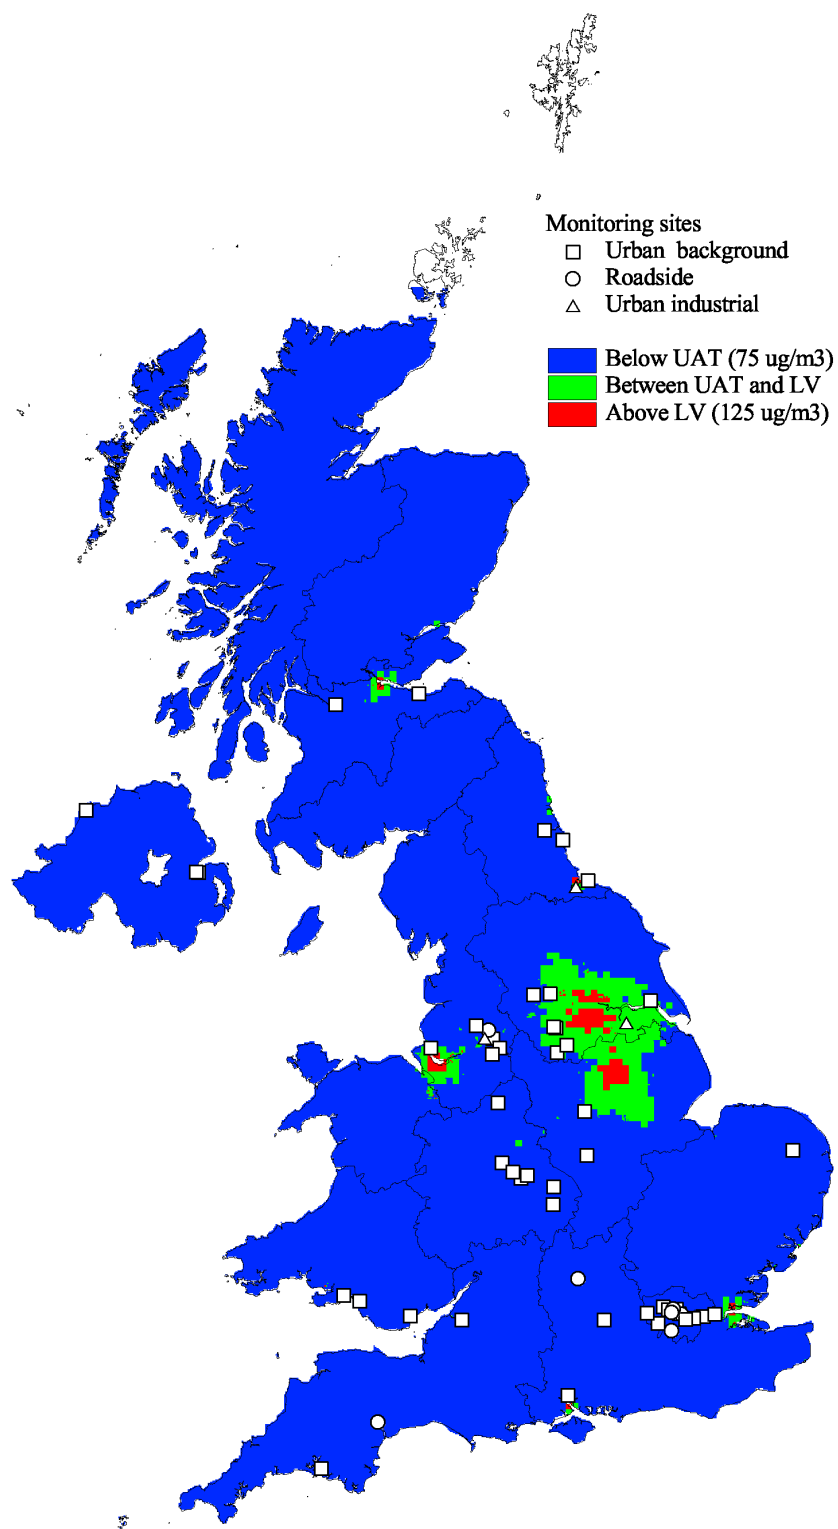 Monitoring sites
Urban background
Roadside
Urban industrial
Below UAT (75 ug/m3)
Between UAT and LV
Above LV (125 ug/m3)